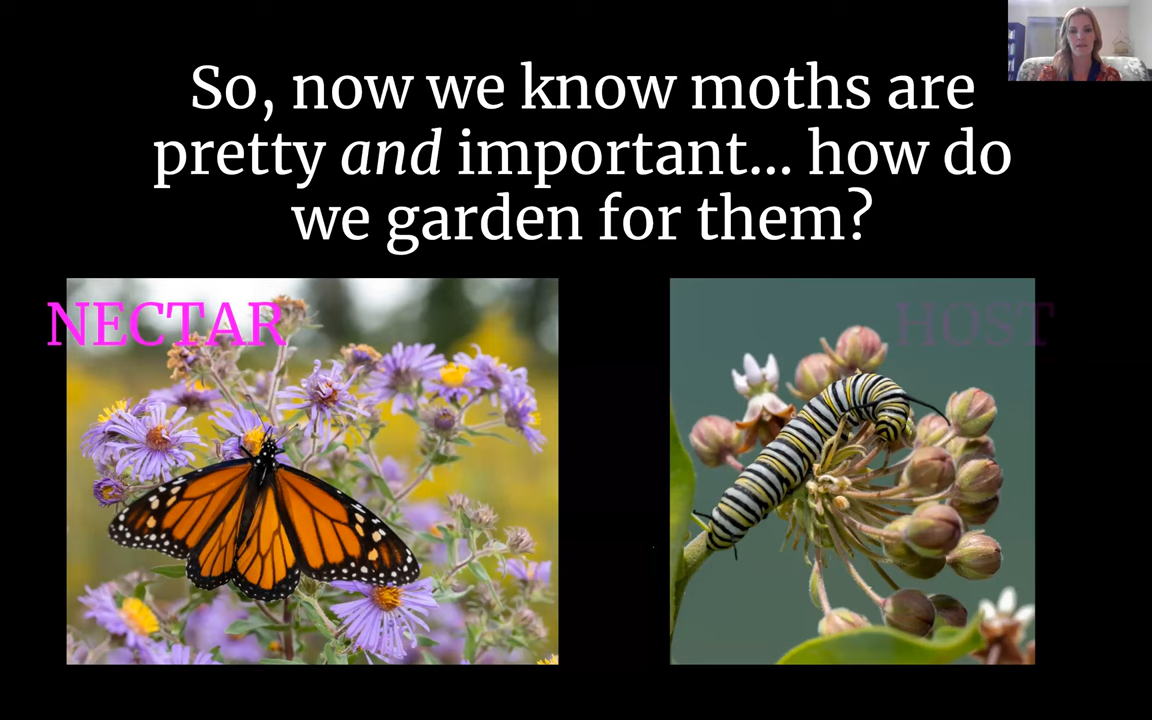 So, now we know moths are
pretty and important... how do
we garden for them?
NECTAR
HOST